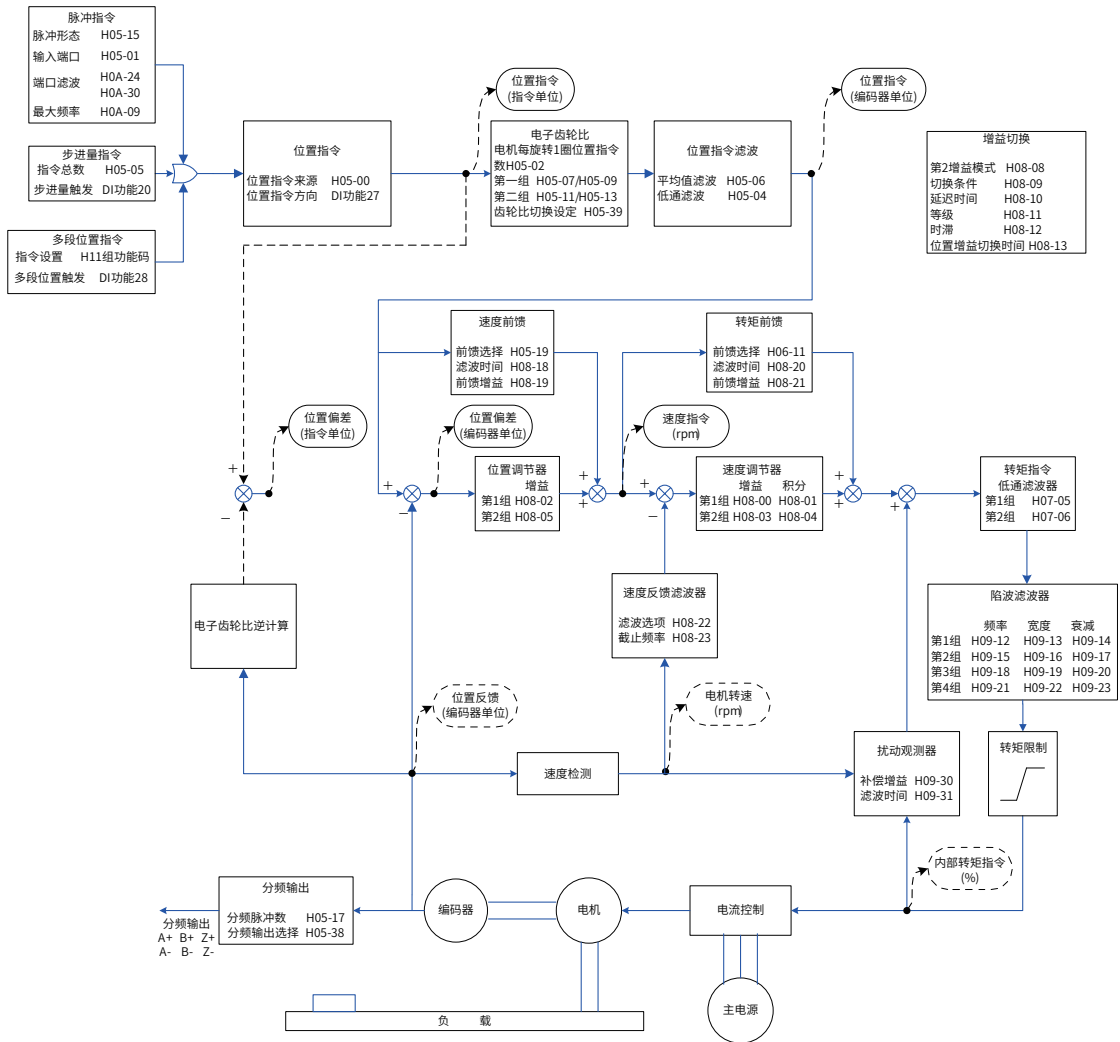 脉冲指令
脉冲形态 H05-15
输入端口 H05-01
端口滤波 H0A-24
H0A-30
最大频率 H0A-09
步进量指令
指令总数 H05-05
步进量触发 DI功能20
多段位置指令
指令设置 H11组功能码
多段位置触发 DI功能28
位置指令
位置指令来源 H05-00
位置指令方向 DI功能27
位置指令
(指令单位)
电子齿轮比
电机每旋转1圈位置指令
数H05-02
第一组 H05-07/H05-09
第二组 H05-11/H05-13
齿轮比切换设定 H05-39
位置指令滤波
平均值滤波 H05-06
低通滤波 H05-04
位置指令
(编码器单位)
增益切换
第2增益模式 H08-08
切换条件 H08-09
延迟时间 H08-10
等级 H08-11
时滞 H08-12
位置增益切换时间 H08-13
速度前馈
前馈选择 H05-19
滤波时间 H08-18
前馈增益 H08-19
转矩前馈
前馈选择 H06-11
滤波时间 H08-20
前馈增益 H08-21
位置偏差
(指令单位)
位置偏差
(编码器单位)
速度指令
(rpm)
+
−
+
−
位置调节器
增益
第1组 H08-02
第2组 H08-05
+
+
−
速度调节器
增益 积分
第1组 H08-00 H08-01
第2组 H08-03 H08-04
+
+
+
转矩指令
低通滤波器
第1组 H07-05
第2组 H07-06
电子齿轮比逆计算
速度反馈滤波器
滤波选项 H08-22
截止频率 H08-23
陷波滤波器
频率 宽度 衰减
第1组 H09-12 H09-13 H09-14
第2组 H09-15 H09-16 H09-17
第3组 H09-18 H09-19 H09-20
第4组 H09-21 H09-22 H09-23
位置反馈
(编码器单位)
电机转速
(rpm)
速度检测
扰动观测器
补偿增益 H09-30
滤波时间 H09-31
转矩限制
内部转矩指令
(%)
分频输出
A+ B+ Z+
A- B- Z-
分频输出
分频脉冲数 H05-17
分频输出选择 H05-38
编码器
电机
电流控制
主电源
负 载